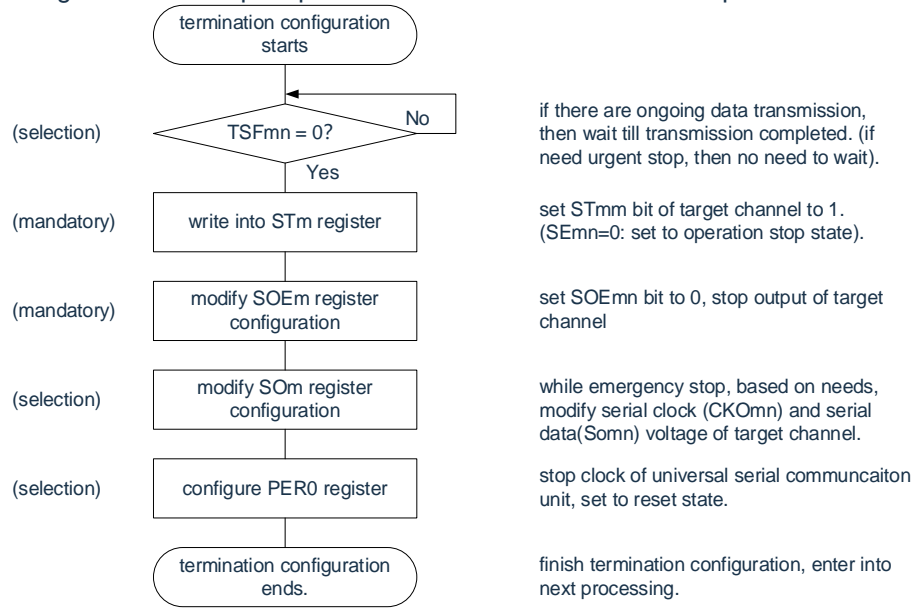 termination configuration
starts
(selection)
TSFmn = 0?
No
Yes
if there are ongoing data transmission,
then wait till transmission completed. (if
need urgent stop, then no need to wait).
(mandatory)
write into STm register
set STmm bit of target channel to 1.
(SEmn=0: set to operation stop state).
(mandatory)
modify SOEm register
configuration
set SOEmn bit to 0, stop output of target
channel
(selection)
modify SOm register
configuration
while emergency stop, based on needs,
modify serial clock (CKOmn) and serial
data(Somn) voltage of target channel.
(selection)
configure PER0 register
stop clock of universal serial communcaiton
unit, set to reset state.
termination configuration
ends.
finish termination configuration, enter into
next processing.